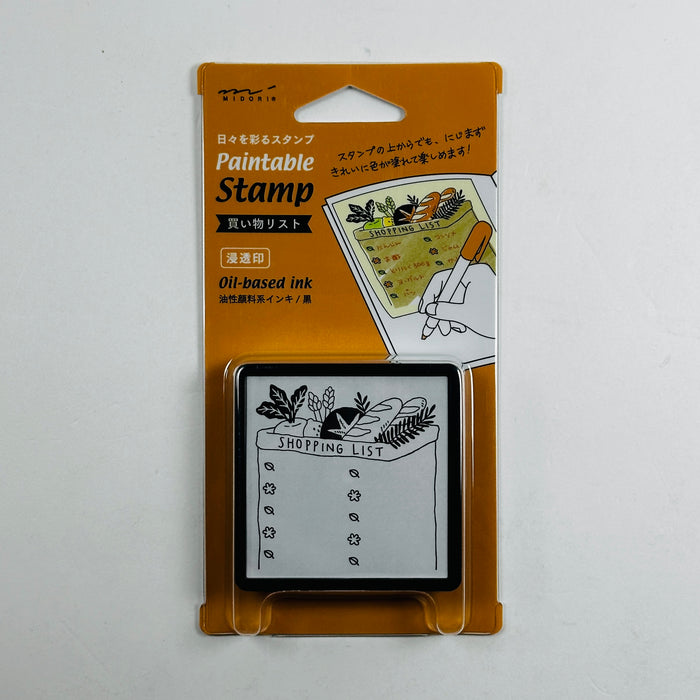 MIDORI®
日々を彩るスタンプ
Paintable
Stamp
買い物リスト
浸透印
Oil-based ink
油性顔料系インキ/黒
スタンプの上からでも、にじまず
きれいに色が塗れて楽しめます!
SHOPPING LIST
SHOPPING LIST